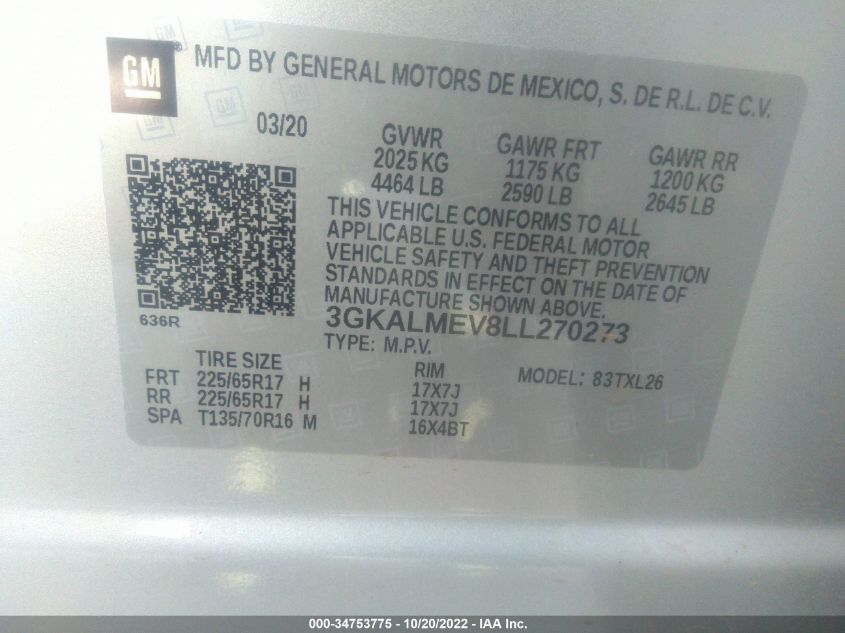 GM
MFD BY GENERAL MOTORS DE MEXICO, S. DE R.L. DE C.V.
03/20 GVWR GAWR FRT GAWR RR
2025 KG 1175 KG 1200 KG
4464 LB 2590 LB 2645 LB
THIS VEHICLE CONFORMS TO ALL
APPLICABLE U.S. FEDERAL MOTOR
VEHICLE SAFETY AND THEFT PREVENTION
STANDARDS IN EFFECT ON THE DATE OF
MANUFACTURE SHOWN ABOVE.
636R
3GKALMEV8LL270273
TYPE: M.P.V.
TIRE SIZE RIM MODEL: 83TXL26
FRT 225/65R17 H 17X7J
RR 225/65R17 H 17X7J
SPA T135/70R16 M 16X4BT
000-34753775 - 10/20/2022 - IAA Inc.